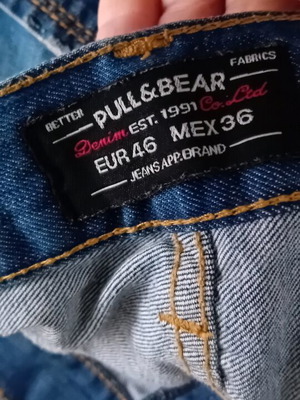 BETTER PULL&BEAR FABRICS
Denim EST. 1991 Co. Ltd
EUR 46 MEX 36
JEANS APP. BRAND